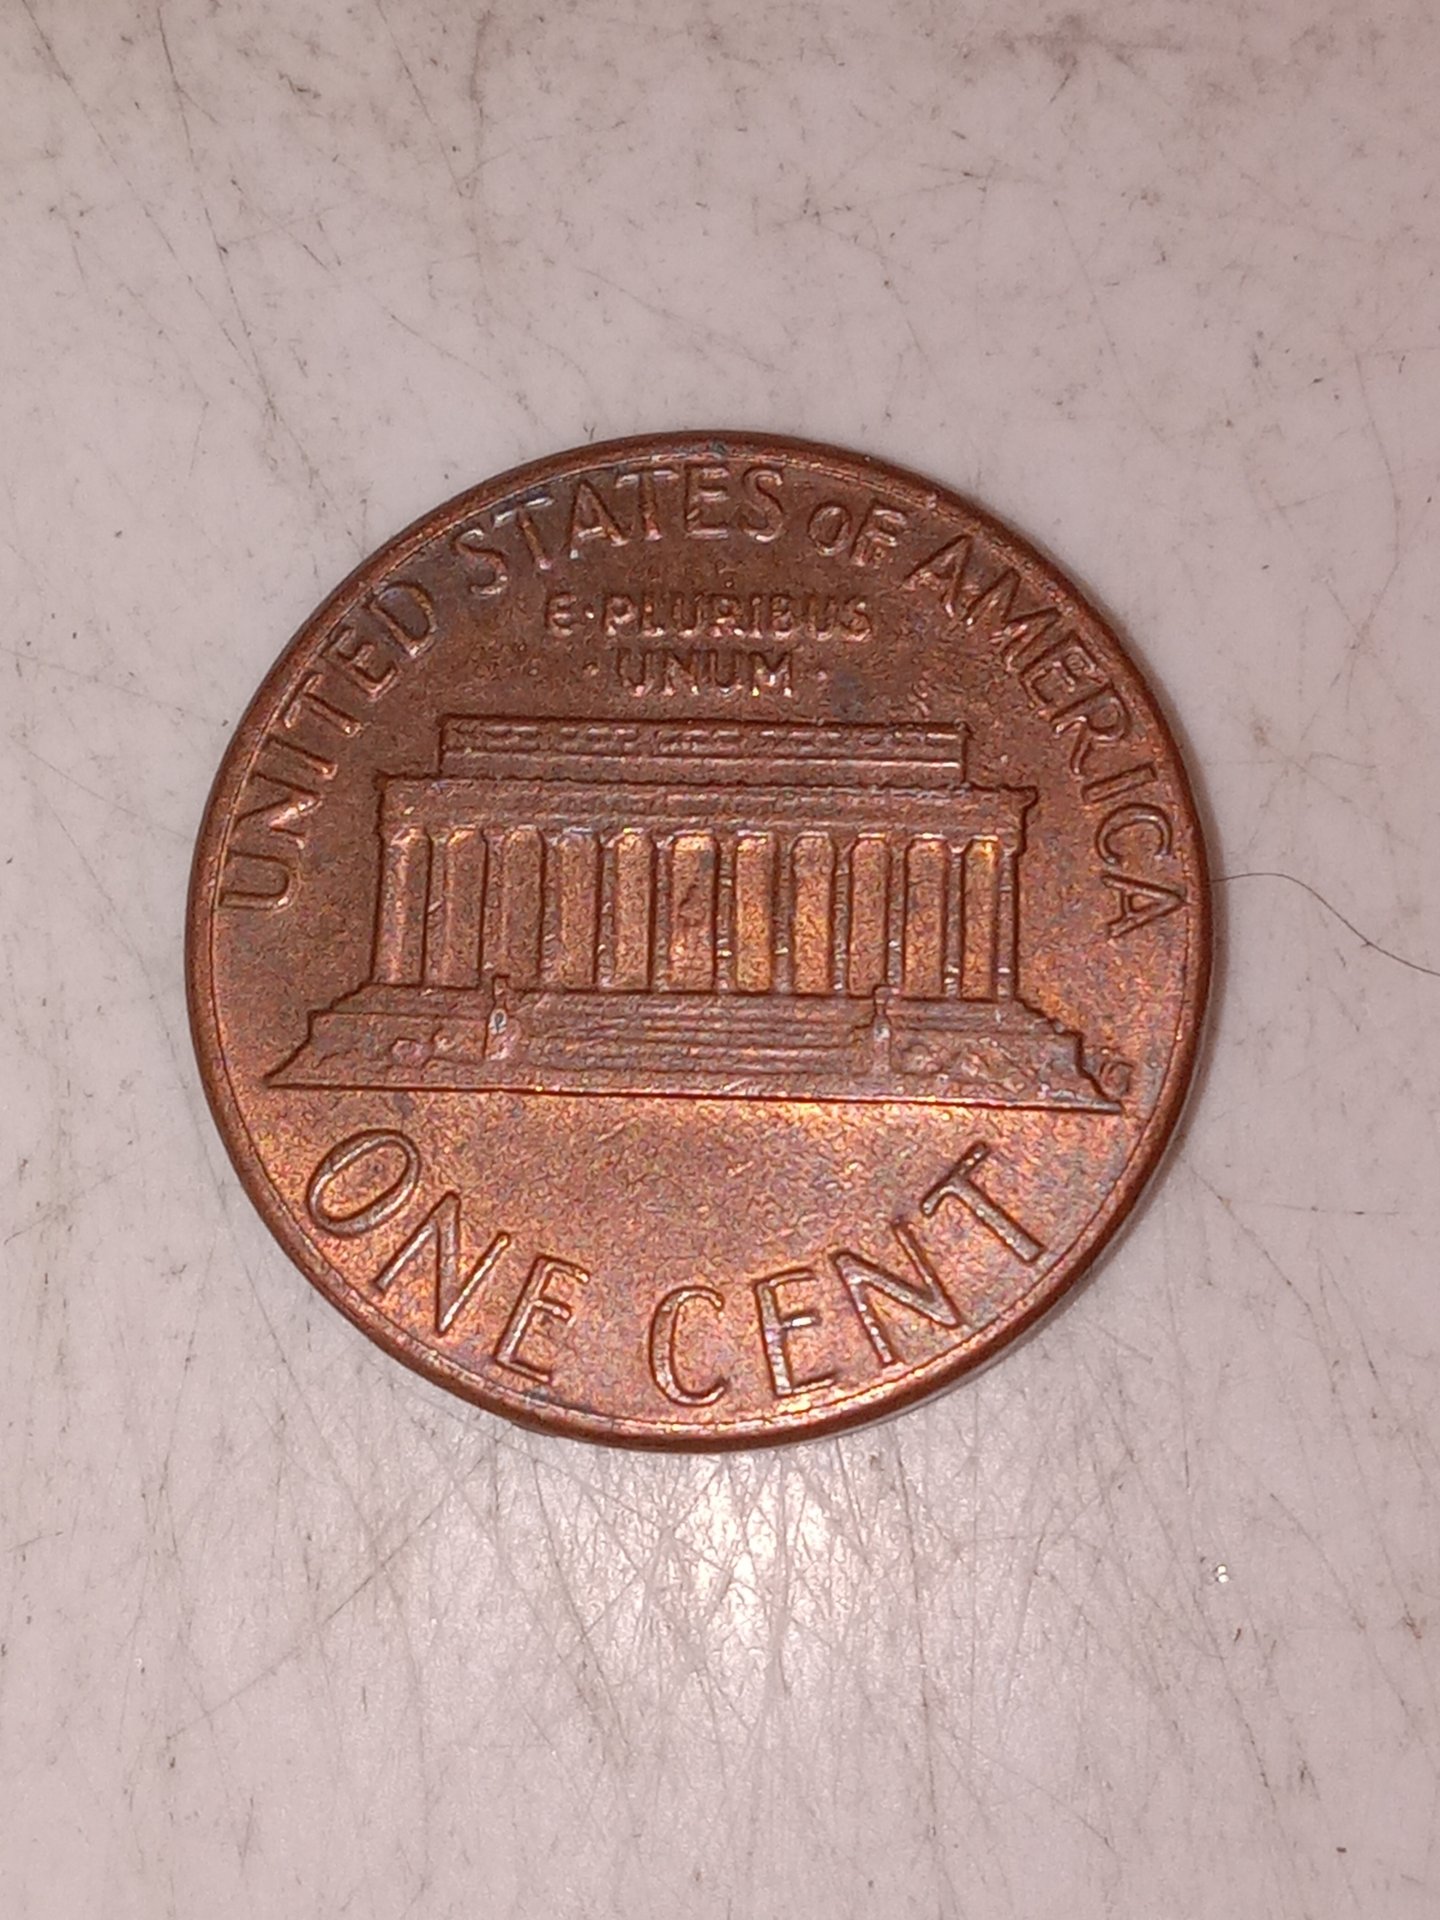 UNITED STATES OF AMERICA
E·PLURIBUS
·UNUM·
ONE CENT